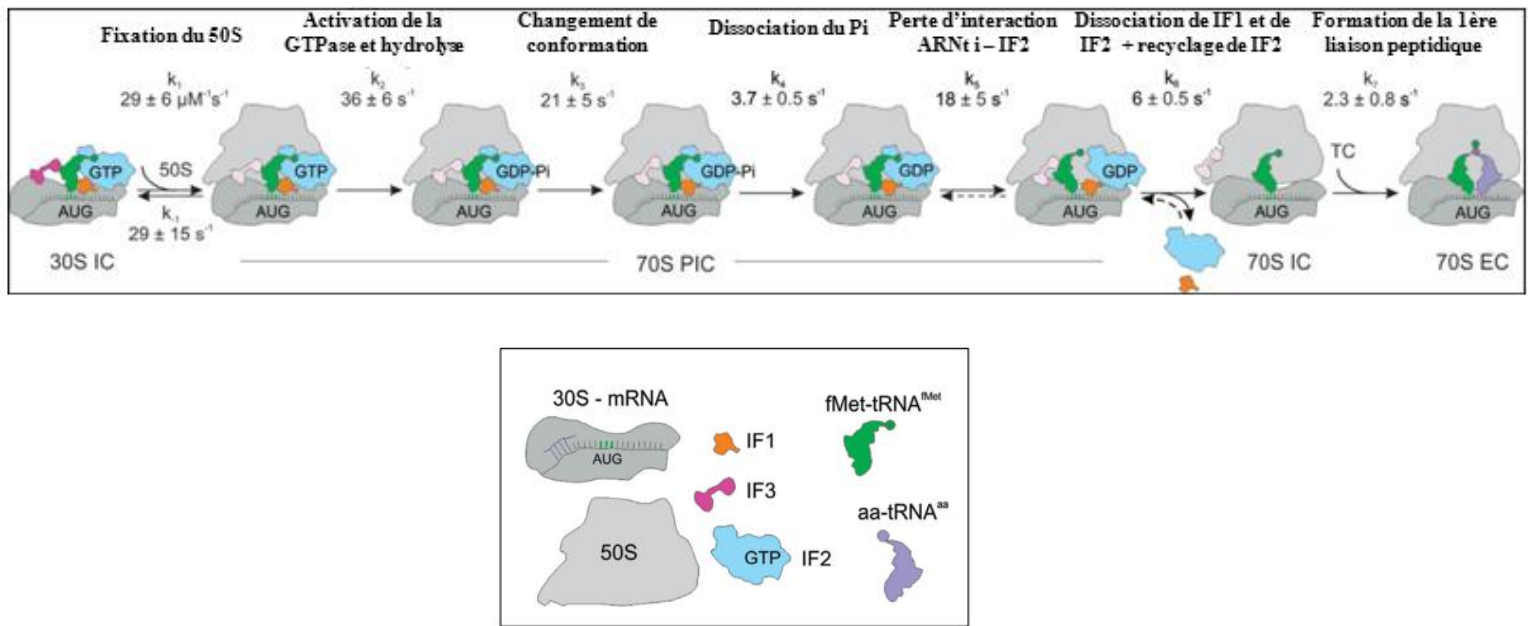 Fixation du 50S
Activation de la
GTPase et hydrolyse
Changement de
conformation
Dissociation du Pi
Perte d'interaction
ARNt i – IF2
Dissociation de IF1 et de
IF2 + recyclage de IF2
Formation de la 1ère
liaison peptidique
k₁
29 ± 6 µM⁻¹s⁻¹
k₂
36 ± 6 s⁻¹
k₃
21 ± 5 s⁻¹
k₄
3.7 ± 0.5 s⁻¹
k₅
18 ± 5 s⁻¹
k₆
6 ± 0.5 s⁻¹
k₇
2.3 ± 0.8 s⁻¹
GTP
50S
GTP
GDP-Pi
GDP-Pi
GDP
GDP
TC
AUG
AUG
AUG
AUG
AUG
AUG
AUG
AUG
k₋₁
29 ± 15 s⁻¹
30S IC
70S PIC
70S IC
70S EC
30S - mRNA
AUG
IF1
IF3
50S
GTP
IF2
fMet-tRNAfMet
aa-tRNAaa